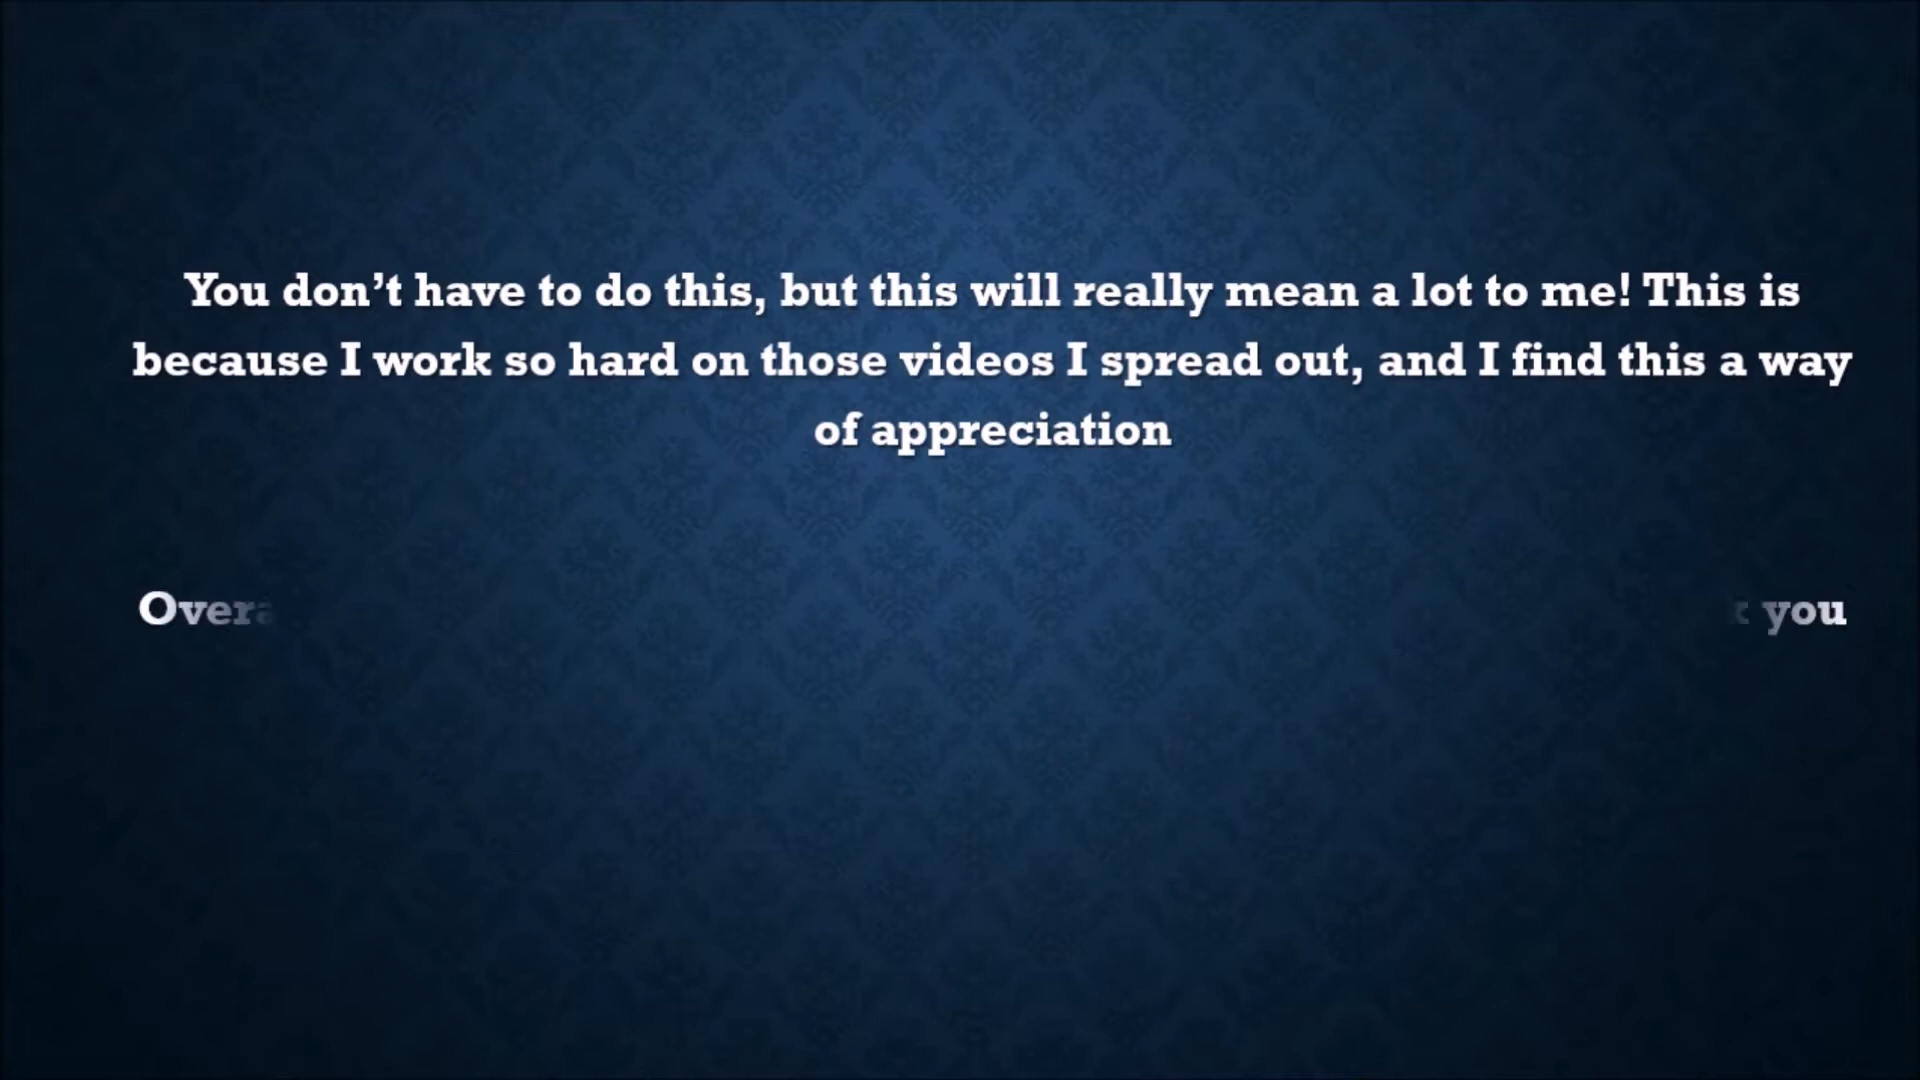 You don’t have to do this, but this will really mean a lot to me! This is
because I work so hard on those videos I spread out, and I find this a way
of appreciation
you